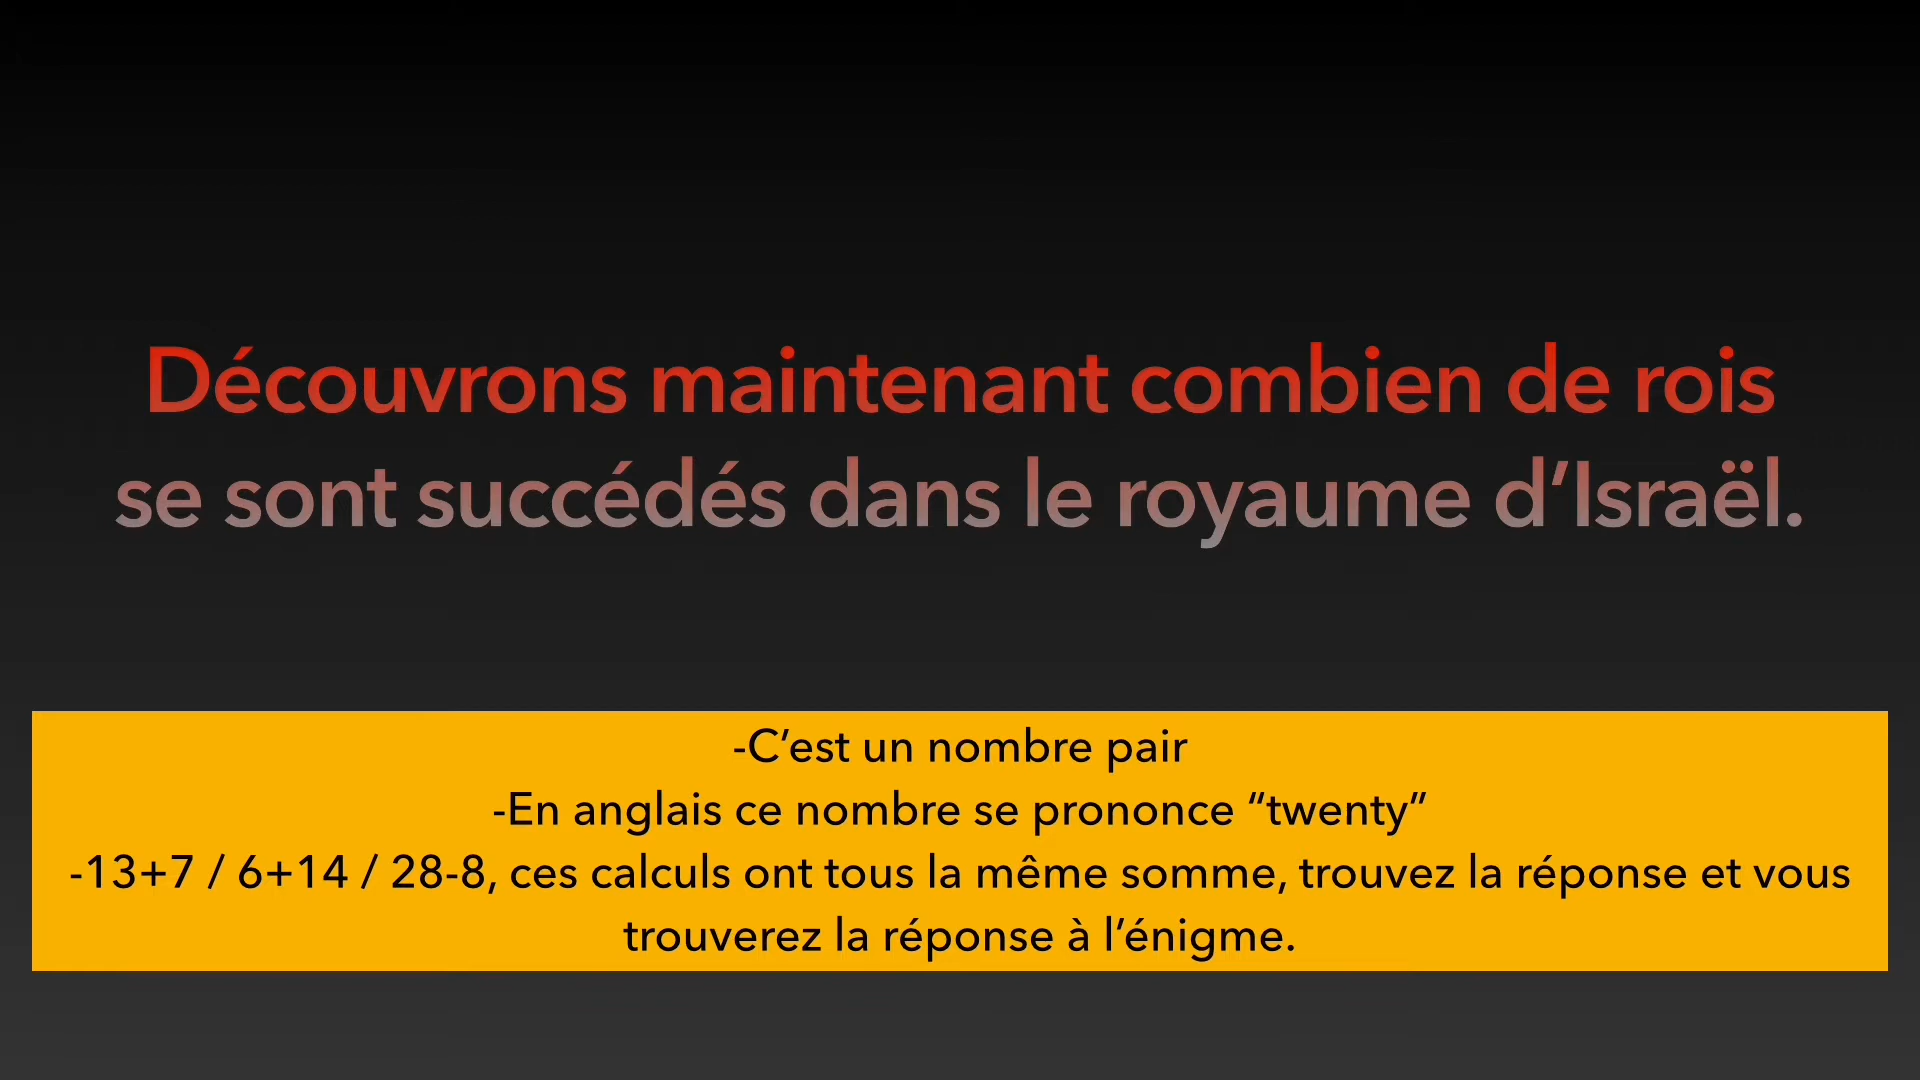 Découvrons maintenant combien de rois
se sont succédés dans le royaume d’Israël.
-C’est un nombre pair
-En anglais ce nombre se prononce “twenty”
-13+7 / 6+14 / 28-8, ces calculs ont tous la même somme, trouvez la réponse et vous
trouverez la réponse à l’énigme.